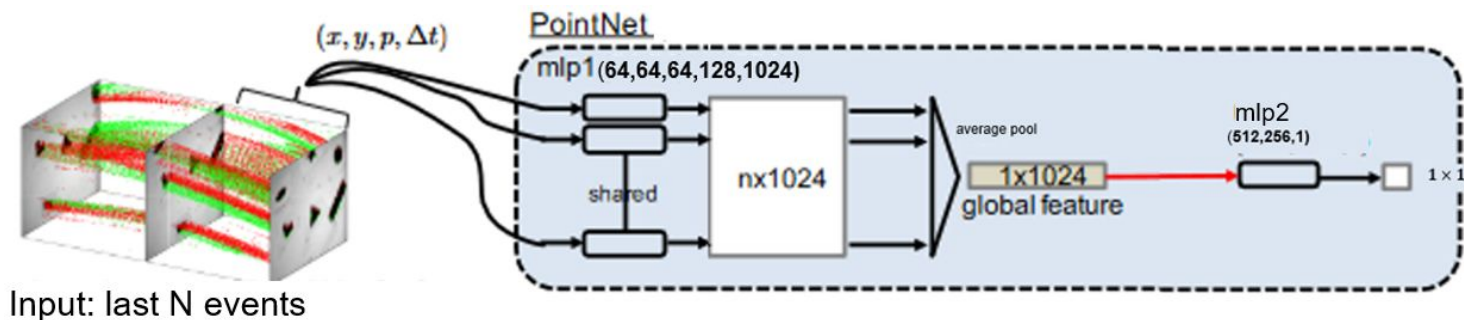 (x, y, p, Δt)
PointNet
mlp1(64,64,64,128,1024)
shared
nx1024
average pool
1x1024
global feature
mlp2
(512,256,1)
1 × 1
Input: last N events